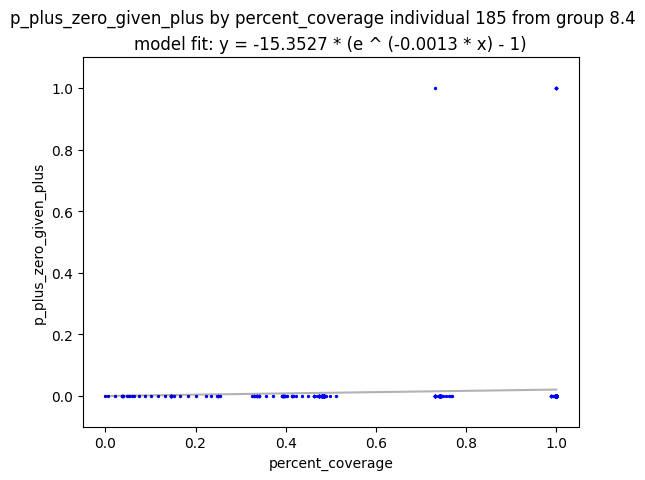 p_plus_zero_given_plus by percent_coverage individual 185 from group 8.4
model fit: y = -15.3527 * (e ^ (-0.0013 * x) - 1)
1.0
0.8
0.6
0.4
0.2
0.0
p_plus_zero_given_plus
0.0 0.2 0.4 0.6 0.8 1.0
percent_coverage